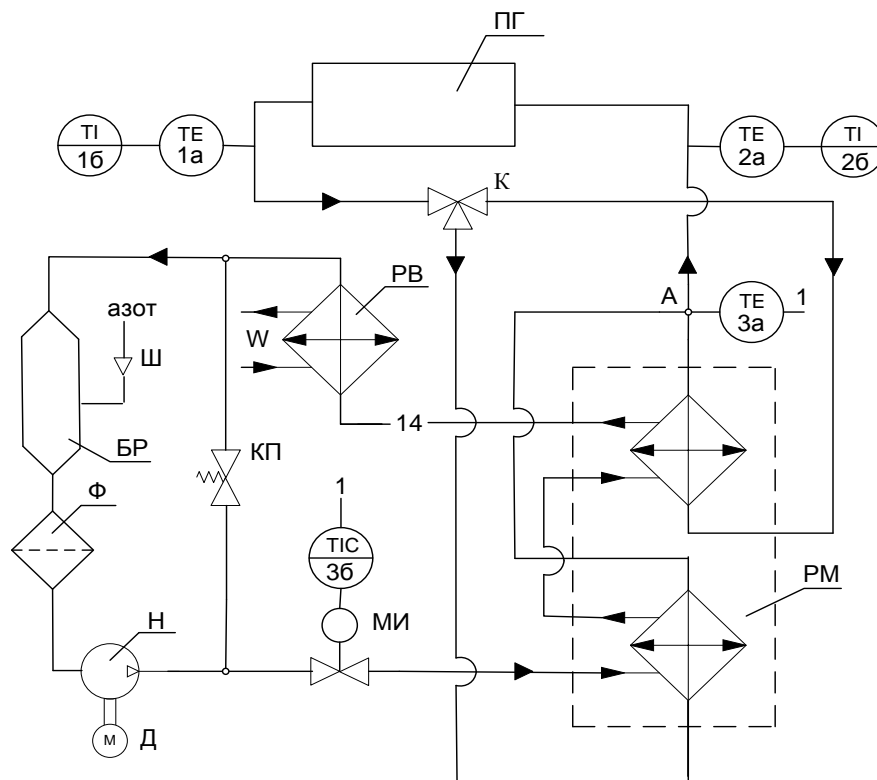 ПГ
TI
1б
TE
1а
TE
2а
TI
2б
К
РВ
А
TE
3а
1
азот
W
Ш
14
БР
КП
Ф
1
TIC
3б
РМ
Н
МИ
М
Д